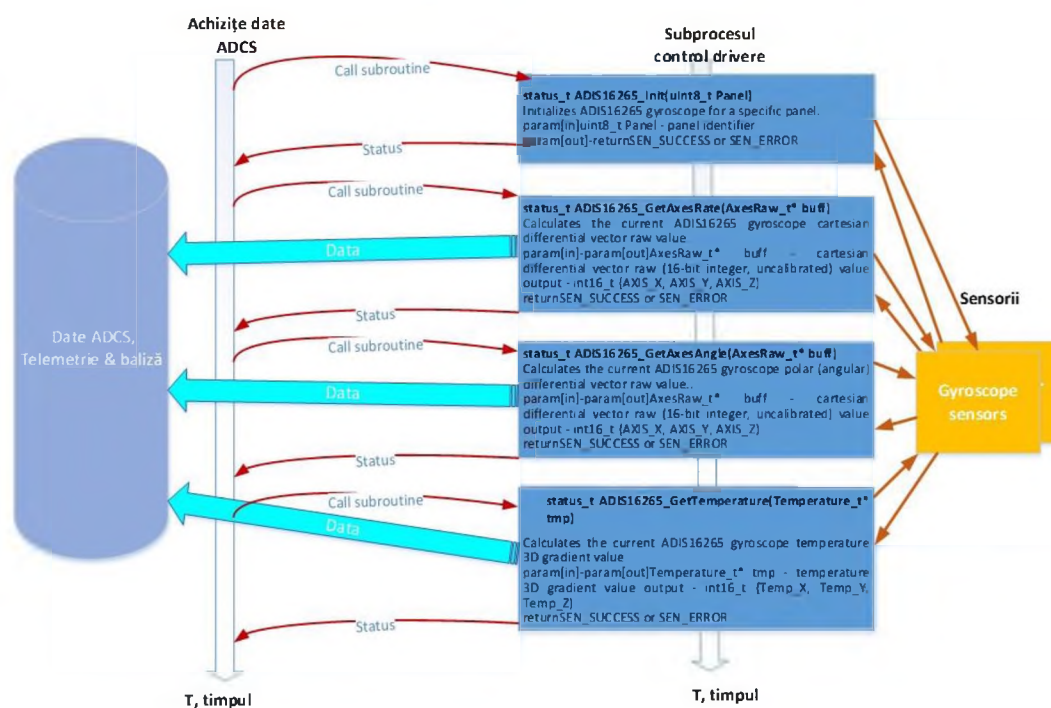 Achiziţe date
ADCS
Subprocesul
control drivere
Call subroutine
status_t ADIS16265_Init(uint8_t Panel)
Initializes ADIS16265 gyroscope for a specific panel.
param[in]uint8_t Panel - panel identifier
param[out]-returnSEN_SUCCESS or SEN_ERROR
Status
Call subroutine
status_t ADIS16265_GetAxesRate(AxesRaw_t* buff)
Calculates the current ADIS16265 gyroscope cartesian
differential vector raw value.
param[in]-param[out]AxesRaw_t* buff – cartesian
differential vector raw (16-bit integer, uncalibrated) value
output - int16_t {AXIS_X, AXIS_Y, AXIS_Z}
returnSEN_SUCCESS or SEN_ERROR
Data
Status
Sensorii
Date ADCS,
Telemetrie & baliză
Call subroutine
status_t ADIS16265_GetAxesAngle(AxesRaw_t* buff)
Calculates the current ADIS16265 gyroscope polar (angular)
differential vector raw value..
param[in]-param[out]AxesRaw_t* buff - cartesian
differential vector raw (16-bit integer, uncalibrated) value
output - int16_t {AXIS_X, AXIS_Y, AXIS_Z}
returnSEN_SUCCESS or SEN_ERROR
Data
Gyroscope
sensors
Status
Call subroutine
status_t ADIS16265_GetTemperature(Temperature_t*
tmp)
Data
Calculates the current ADIS16265 gyroscope temperature
3D gradient value
param[in]-param[out]Temperature_t* tmp - temperature
3D gradient value output - int16_t {Temp_X, Temp_Y,
Temp_Z}
returnSEN_SUCCESS or SEN_ERROR
Status
T, timpul
T, timpul